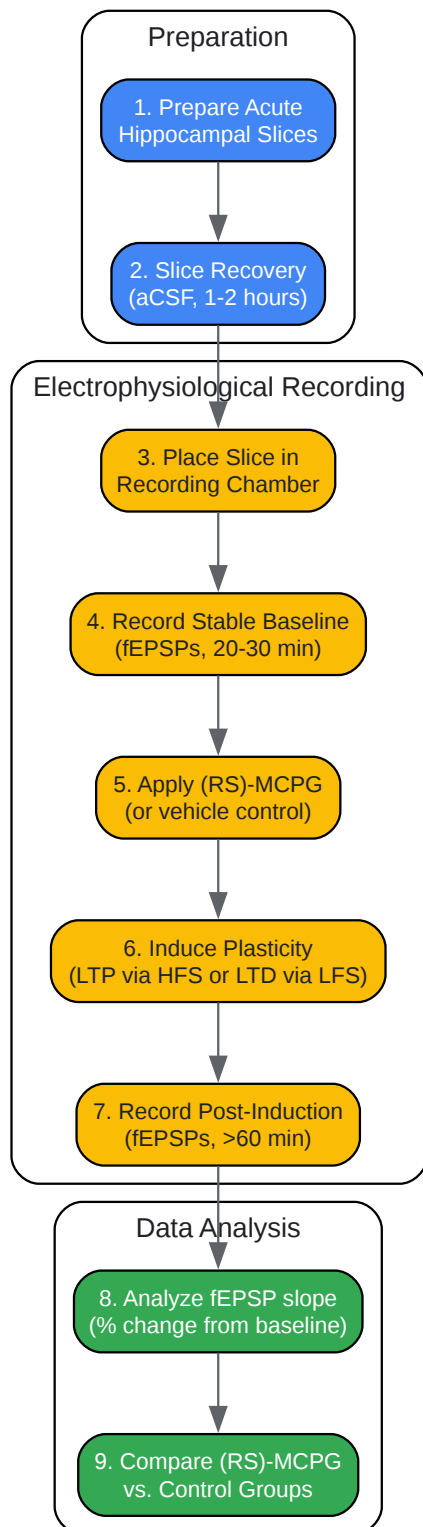 Preparation
1. Prepare Acute
Hippocampal Slices
2. Slice Recovery
(aCSF, 1-2 hours)
Electrophysiological Recording
3. Place Slice in
Recording Chamber
4. Record Stable Baseline
(fEPSPs, 20-30 min)
5. Apply (RS)-MCPG
(or vehicle control)
6. Induce Plasticity
(LTP via HFS or LTD via LFS)
7. Record Post-Induction
(fEPSPs, >60 min)
Data Analysis
8. Analyze fEPSP slope
(% change from baseline)
9. Compare (RS)-MCPG
vs. Control Groups